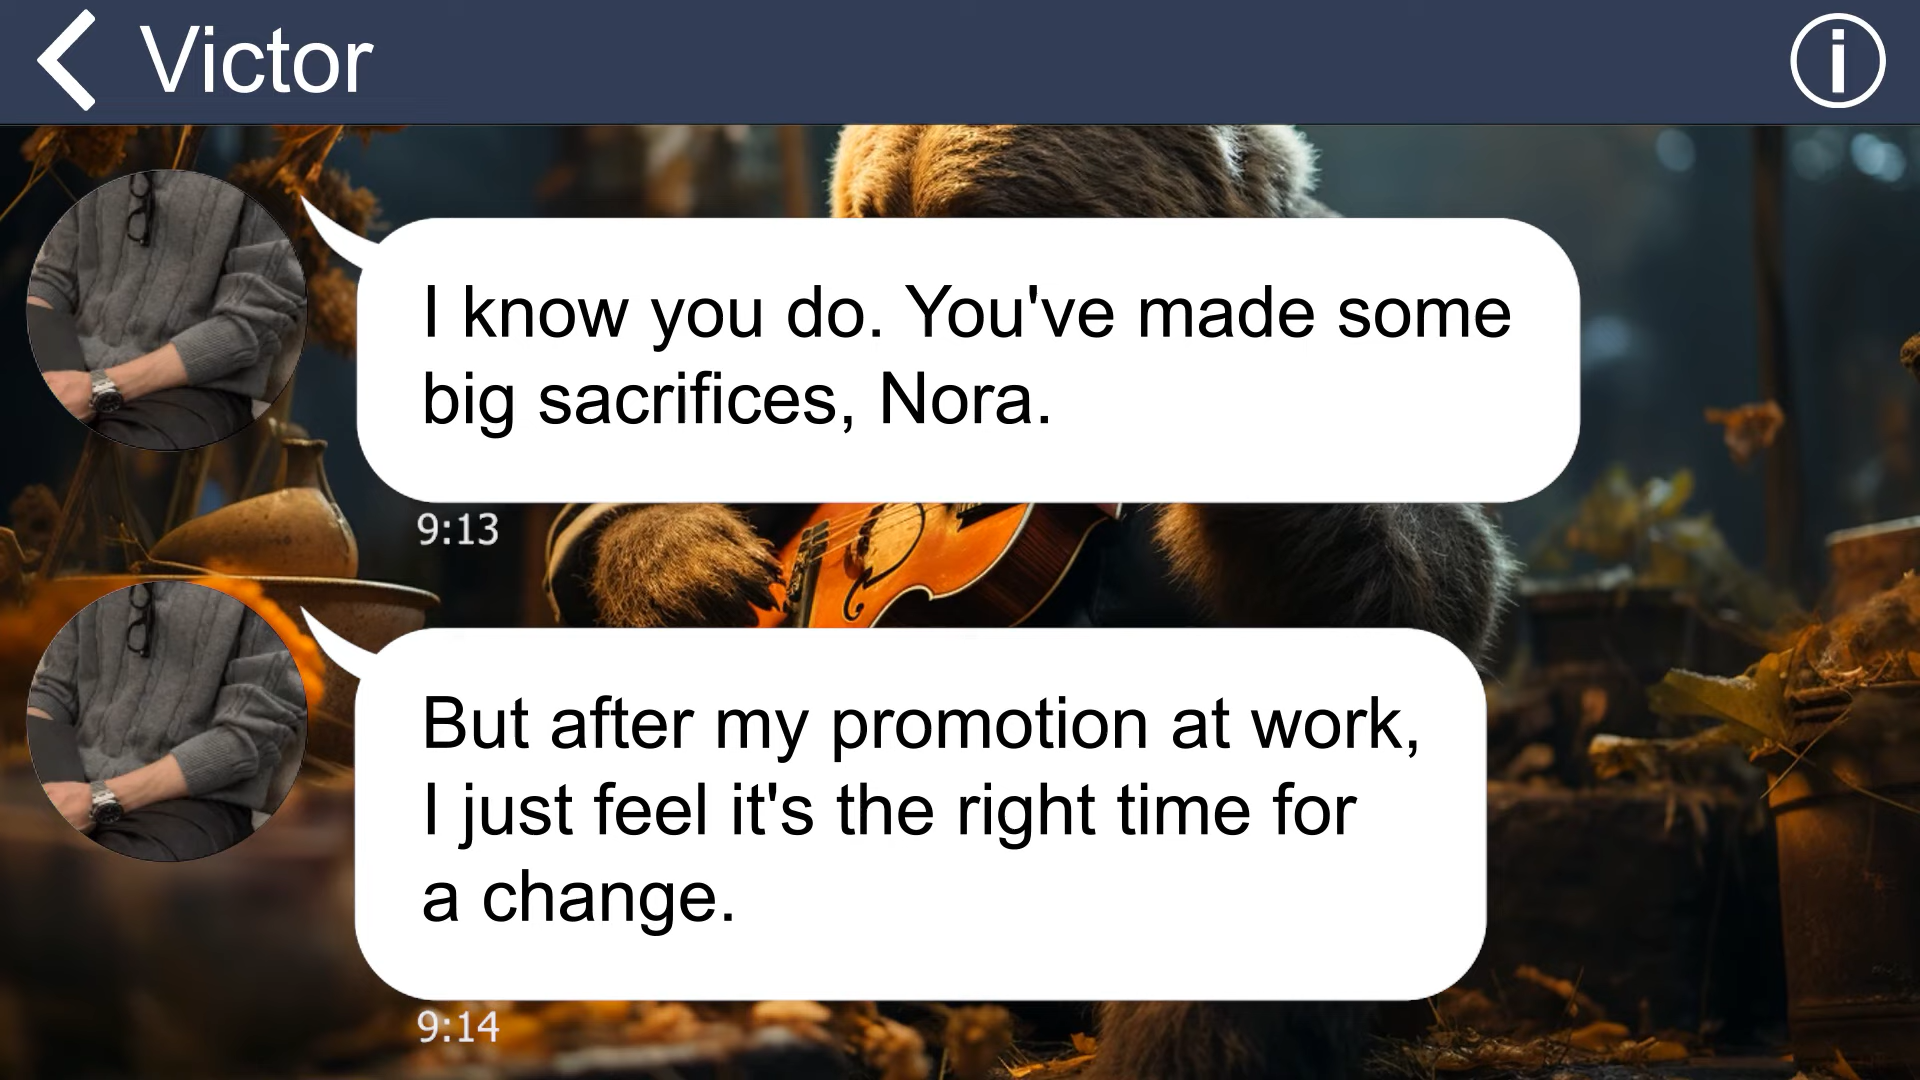 Victor
I know you do. You've made some
big sacrifices, Nora.
9:13
But after my promotion at work,
I just feel it's the right time for
a change.
9:14